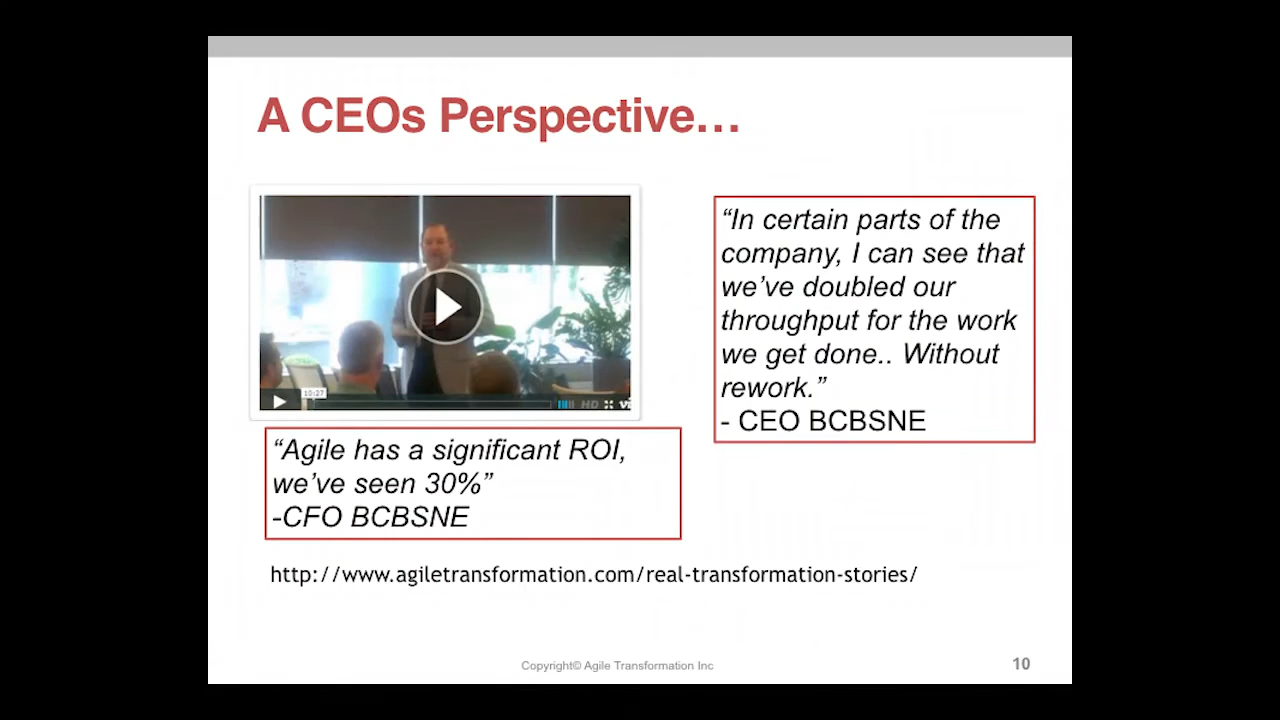 A CEOs Perspective…
“In certain parts of the
company, I can see that
we’ve doubled our
throughput for the work
we get done.. Without
rework.”
- CEO BCBSNE
10:27
HD
“Agile has a significant ROI,
we’ve seen 30%”
-CFO BCBSNE
http://www.agiletransformation.com/real-transformation-stories/
Copyright© Agile Transformation Inc
10